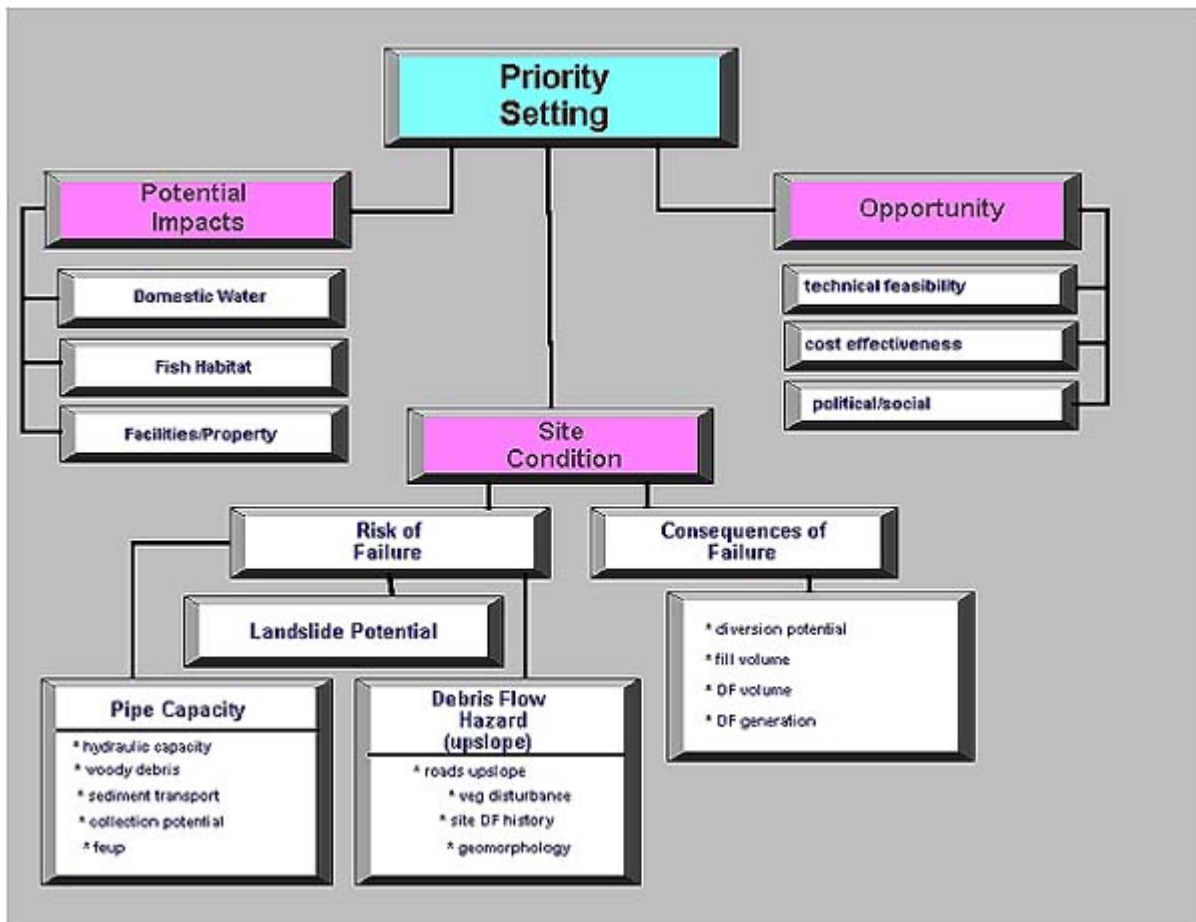 Priority
Setting
Potential
Impacts
Domestic Water
Fish Habitat
Facilities/Property
Opportunity
technical feasibility
cost effectiveness
political/social
Site
Condition
Risk of
Failure
Consequences of
Failure
Landslide Potential
Pipe Capacity
* hydraulic capacity
* woody debris
* sediment transport
* collection potential
* feup
Debris Flow
Hazard
(upslope)
* roads upslope
* veg disturbance
* site DF history
* geomorphology
* diversion potential
* fill volume
* DF volume
* DF generation